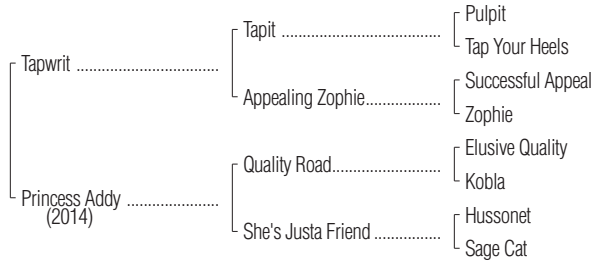 Pulpit
Tapit
Tap Your Heels
Tapwrit
Successful Appeal
Appealing Zophie
Zophie
Elusive Quality
Quality Road
Kobla
Princess Addy
(2014)
Hussonet
She's Justa Friend
Sage Cat